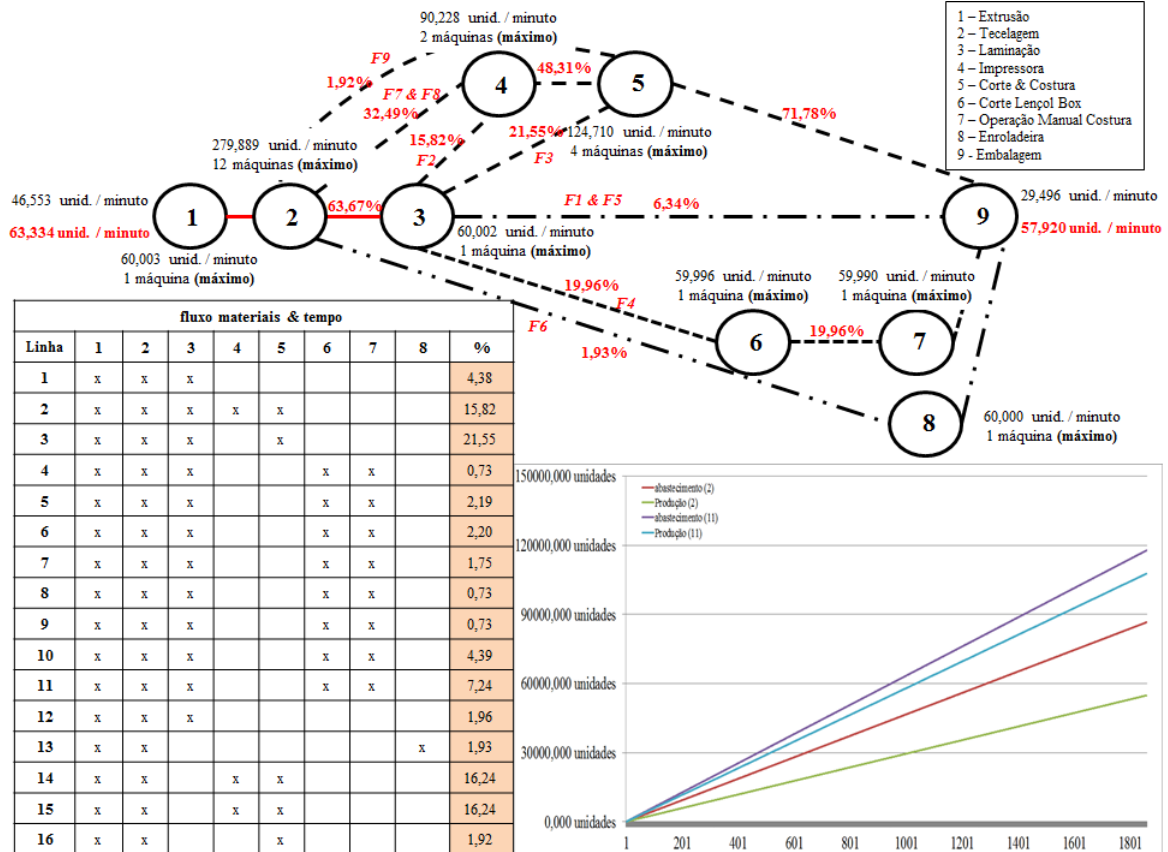 90,228 unid. / minuto
2 máquinas (máximo)
1 – Extrusão
2 – Tecelagem
3 – Laminação
4 – Impressora
5 – Corte & Costura
6 – Corte Lençol Box
7 – Operação Manual Costura
8 – Enroladeira
9 - Embalagem
F9
1,92%
4
48,31%
5
F7 & F8
32,49%
71,78%
279,889 unid. / minuto
12 máquinas (máximo)
15,82%
F2
21,55%
F3
124,710 unid. / minuto
4 máquinas (máximo)
46,553 unid. / minuto
63,334 unid. / minuto
1
2
63,67%
3
F1 & F5
6,34%
9
29,496 unid. / minuto
57,920 unid. / minuto
60,003 unid. / minuto
1 máquina (máximo)
60,002 unid. / minuto
1 máquina (máximo)
19,96%
F4
59,996 unid. / minuto
1 máquina (máximo)
59,990 unid. / minuto
1 máquina (máximo)
F6
1,93%
6
19,96%
7
8
60,000 unid. / minuto
1 máquina (máximo)
fluxo materiais & tempo
Linha 1 2 3 4 5 6 7 8 %
1 x x x 4,38
2 x x x x x 15,82
3 x x x x 21,55
4 x x x x x 0,73
5 x x x x x 2,19
6 x x x x x 2,20
7 x x x x x 1,75
8 x x x x x 0,73
9 x x x x x 0,73
10 x x x x x 4,39
11 x x x x x 7,24
12 x x x 1,96
13 x x x 1,93
14 x x x x 16,24
15 x x x x 16,24
16 x x x 1,92
150000,000 unidades
120000,000 unidades
90000,000 unidades
60000,000 unidades
30000,000 unidades
0,000 unidades
abastecimento (2)
Produção (2)
abastecimento (11)
Produção (11)
1 201 401 601 801 1001 1201 1401 1601 1801